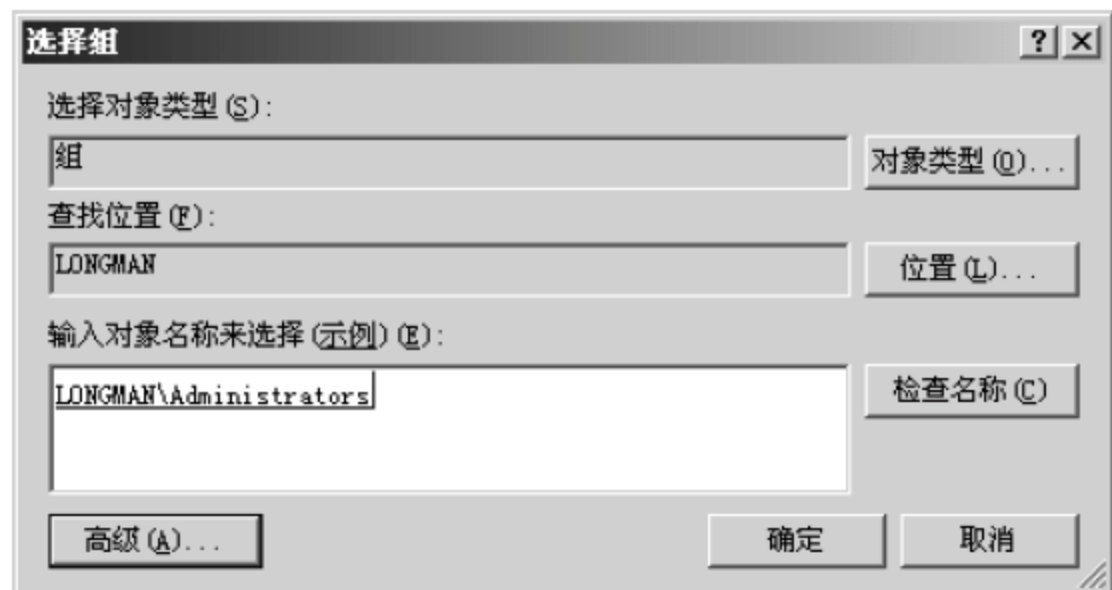 选择组
选择对象类型(S):
组
对象类型(O)...
查找位置(F):
LONGMAN
位置(L)...
输入对象名称来选择(示例)(E):
LONGMAN\Administrators
检查名称(C)
高级(A)...
确定
取消